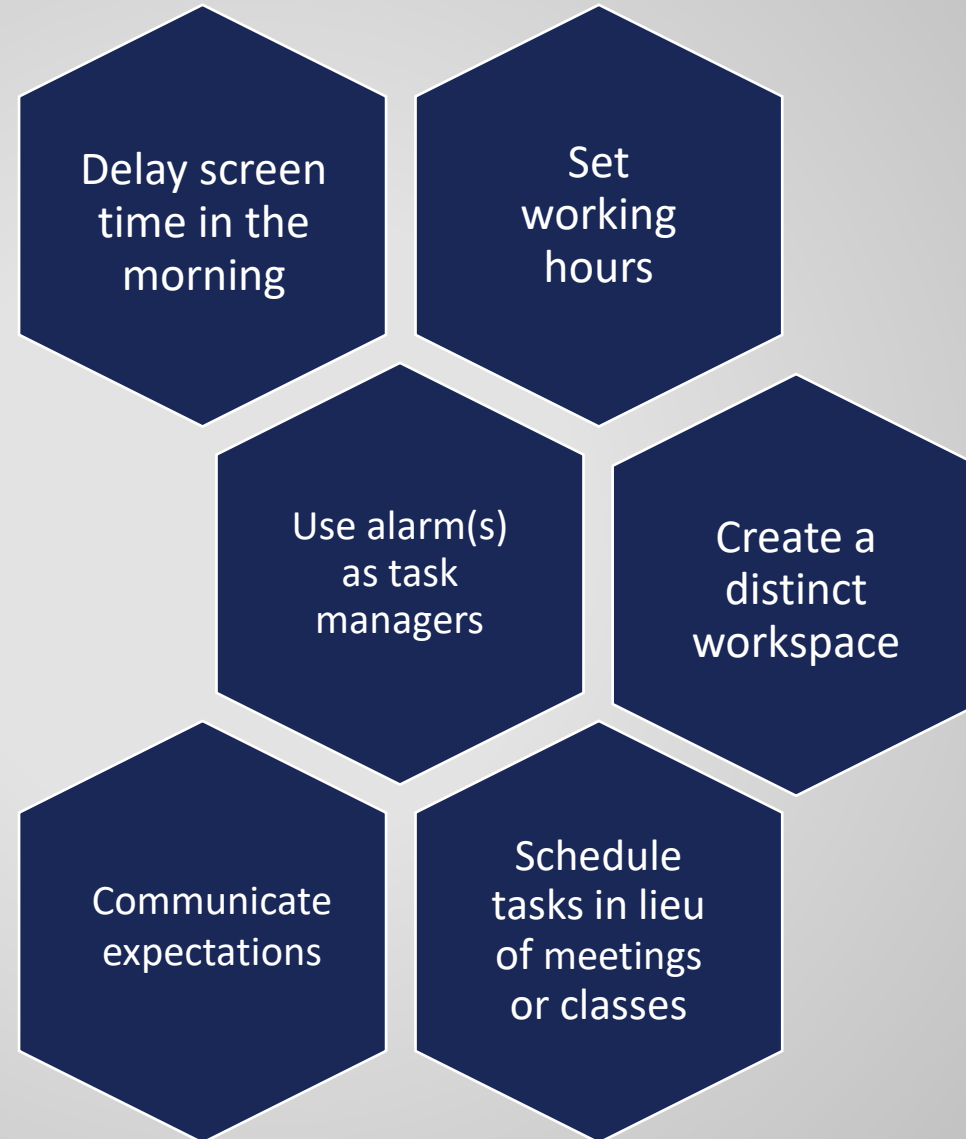 Delay screen
time in the
morning
Set
working
hours
Use alarm(s)
as task
managers
Create a
distinct
workspace
Communicate
expectations
Schedule
tasks in lieu
of meetings
or classes